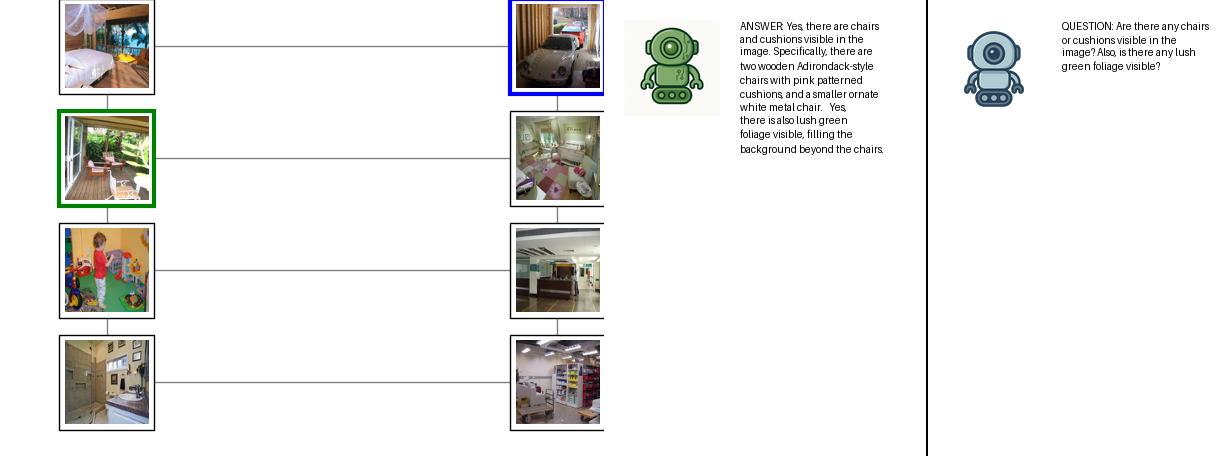 ANSWER: Yes, there are chairs
and cushions visible in the
image. Specifically, there are
two wooden Adirondack-style
chairs with pink patterned
cushions, and a smaller ornate
white metal chair. Yes,
there is also lush green
foliage visible, filling the
background beyond the chairs.
QUESTION: Are there any chairs
or cushions visible in the
image? Also, is there any lush
green foliage visible?